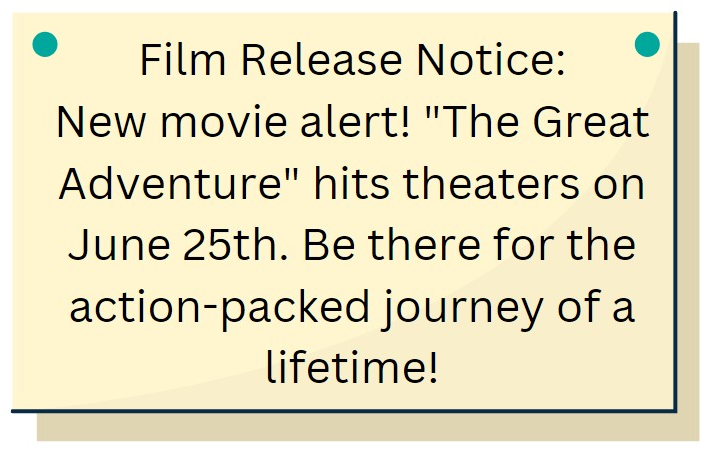 Film Release Notice:
New movie alert! "The Great
Adventure" hits theaters on
June 25th. Be there for the
action-packed journey of a
lifetime!